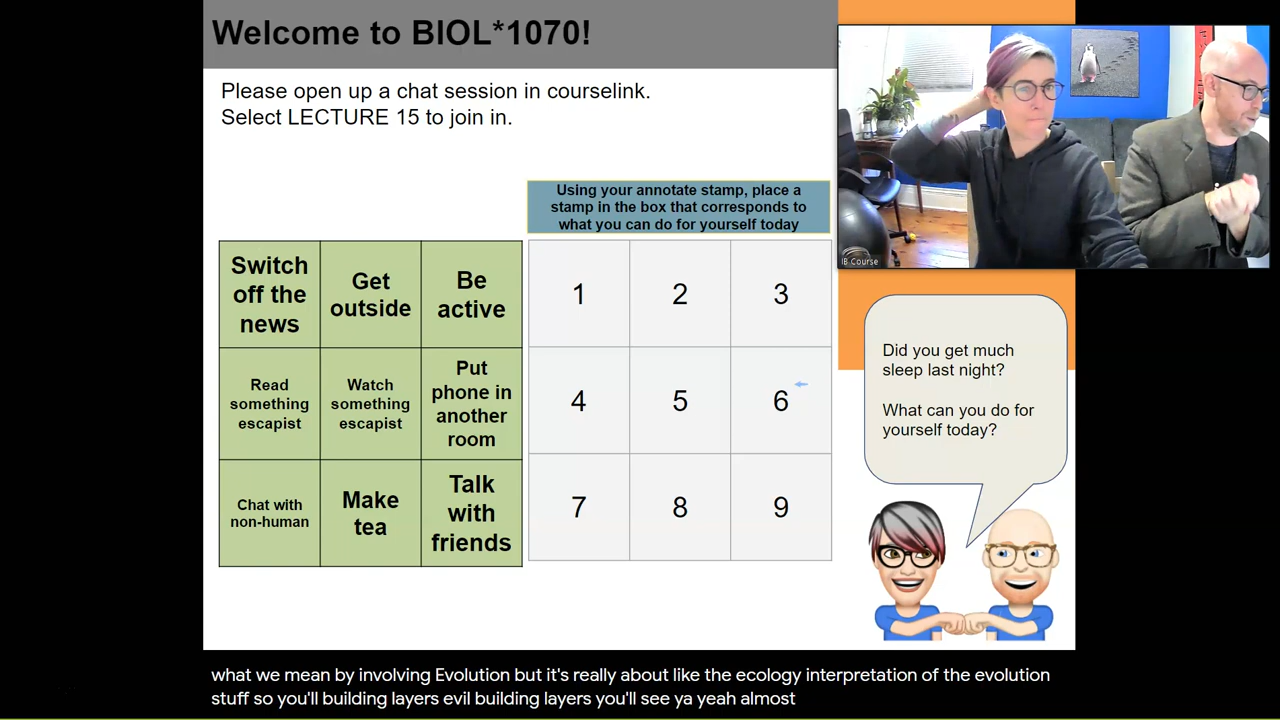 Welcome to BIOL*1070!
Please open up a chat session in courselink.
Select LECTURE 15 to join in.
Using your annotate stamp, place a
stamp in the box that corresponds to
what you can do for yourself today
Switch
off the
news
Get
outside
Be
active
1
2
3
Read
something
escapist
Watch
something
escapist
Put
phone in
another
room
4
5
6
Chat with
non-human
Make
tea
Talk
with
friends
7
8
9
IB Course
Did you get much
sleep last night?
What can you do for
yourself today?
what we mean by involving Evolution but it's really about like the ecology interpretation of the evolution
stuff so you'll building layers evil building layers you'll see ya yeah almost